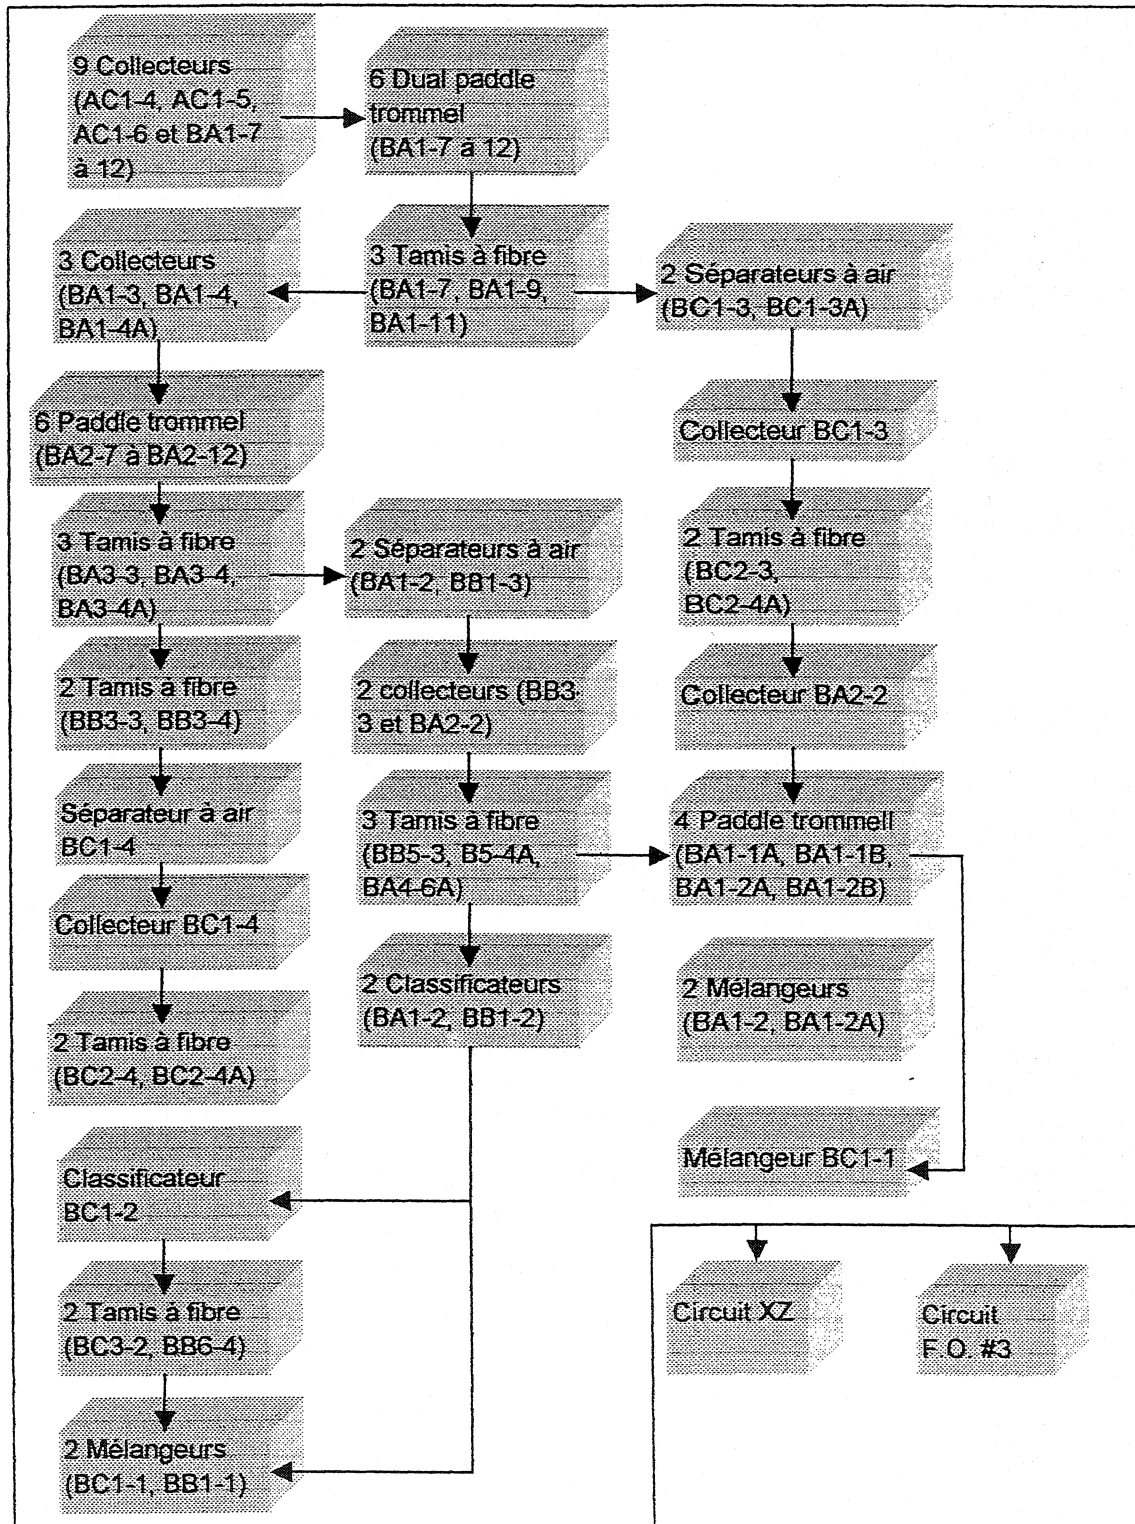 9 Collecteurs
(AC1-4, AC1-5,
AC1-6 et BA1-7
à 12)
6 Dual paddle
trommel
(BA1-7 à 12)
3 Collecteurs
(BA1-3, BA1-4,
BA1-4A)
3 Tamis à fibre
(BA1-7, BA1-9,
BA1-11)
2 Séparateurs à air
(BC1-3, BC1-3A)
6 Paddle trommel
(BA2-7 à BA2-12)
Collecteur BC1-3
3 Tamis à fibre
(BA3-3, BA3-4,
BA3-4A)
2 Séparateurs à air
(BA1-2, BB1-3)
2 Tamis à fibre
(BC2-3,
BC2-4A)
2 Tamis à fibre
(BB3-3, BB3-4)
2 collecteurs (BB3-
3 et BA2-2)
Collecteur BA2-2
Séparateur à air
BC1-4
3 Tamis à fibre
(BB5-3, B5-4A,
BA4-6A)
4 Paddle trommell
(BA1-1A, BA1-1B,
BA1-2A, BA1-2B)
Collecteur BC1-4
2 Classificateurs
(BA1-2, BB1-2)
2 Mélangeurs
(BA1-2, BA1-2A)
2 Tamis à fibre
(BC2-4, BC2-4A)
Classificateur
BC1-2
Mélangeur BC1-1
2 Tamis à fibre
(BC3-2, BB6-4)
Circuit XZ
Circuit
F.O. #3
2 Mélangeurs
(BC1-1, BB1-1)